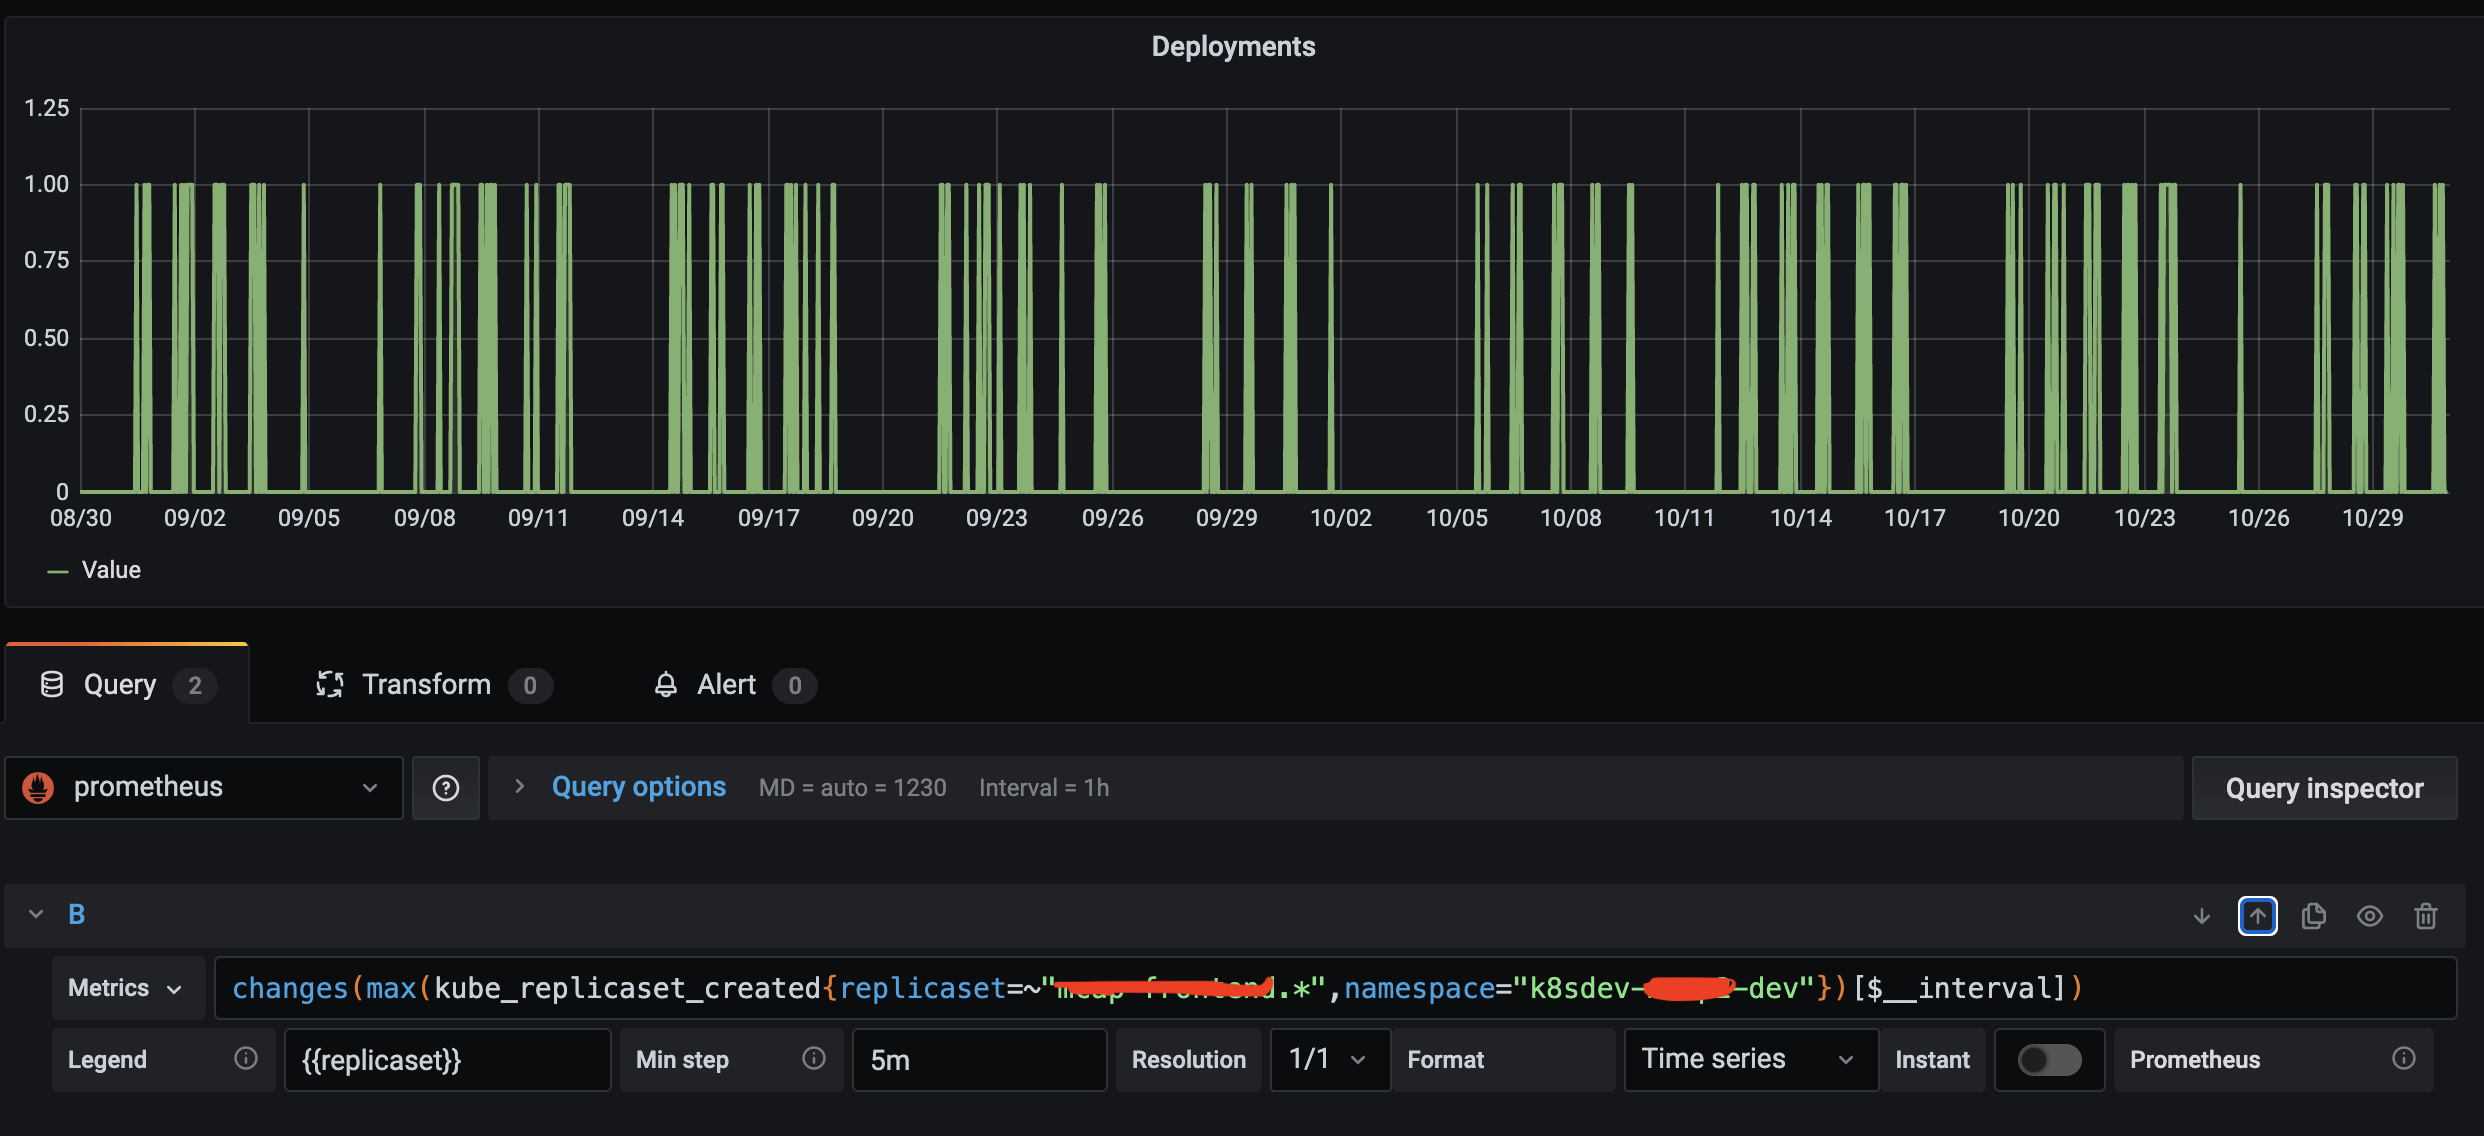 Deployments
1.25
1.00
0.75
0.50
0.25
0
08/30 09/02 09/05 09/08 09/11 09/14 09/17 09/20 09/23 09/26 09/29 10/02 10/05 10/08 10/11 10/14 10/17 10/20 10/23 10/26 10/29
Value
Query 2 Transform 0 Alert 0
prometheus Query options MD = auto = 1230 Interval = 1h Query inspector
B
Metrics changes(max(kube_replicaset_created{replicaset=~" .*",namespace="k8sdev- -dev"})[$__interval])
Legend {{replicaset}} Min step 5m Resolution 1/1 Format Time series Instant Prometheus